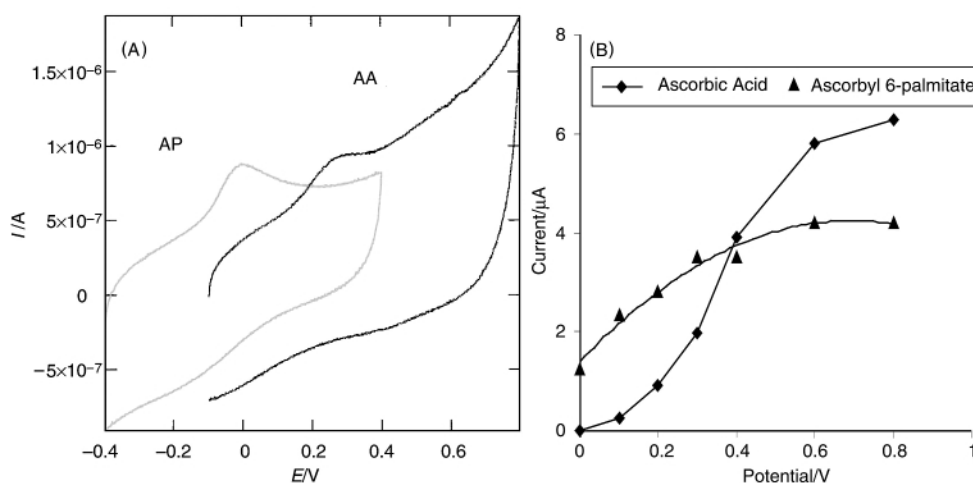 (A)
AA
AP
1.5×10⁻⁶
1×10⁻⁶
5×10⁻⁷
0
−5×10⁻⁷
I/A
−0.4
−0.2
0
0.2
0.4
0.6
E/V
(B)
Ascorbic Acid
Ascorbyl 6-palmitate
8
6
4
2
0
Current/μA
0
0.2
0.4
0.6
0.8
1
Potential/V